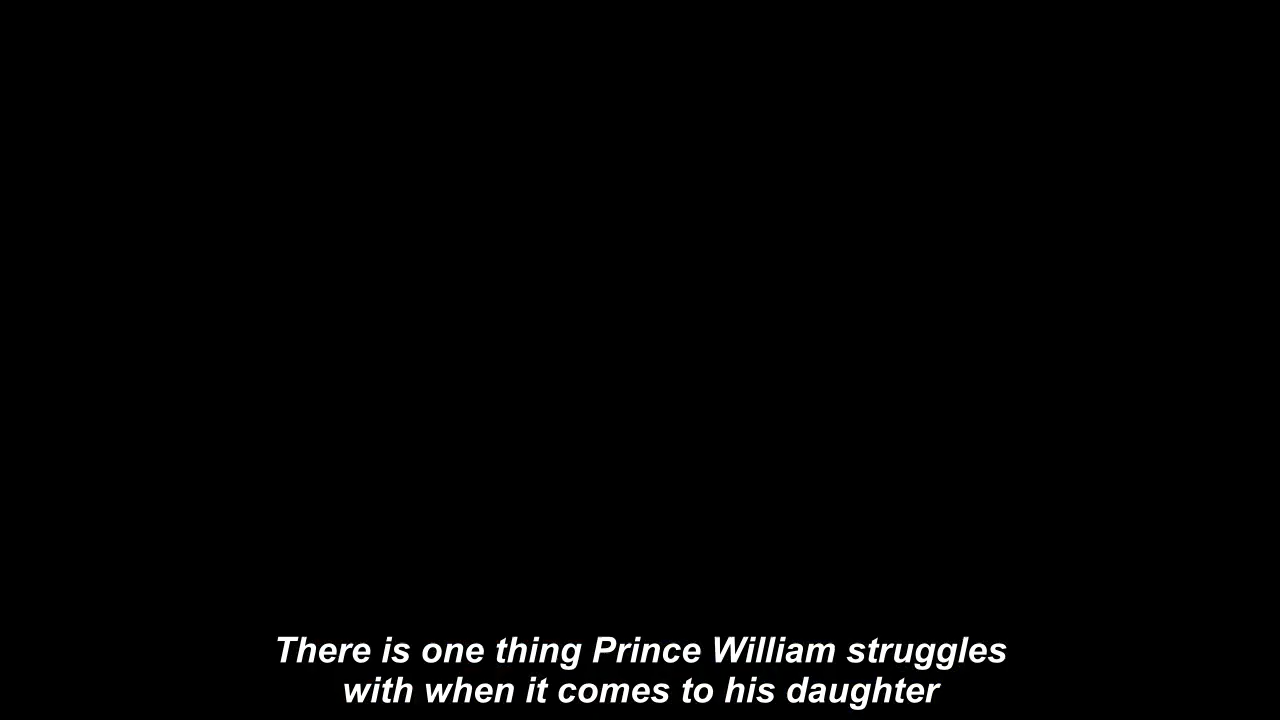 There is one thing Prince William struggles
with when it comes to his daughter